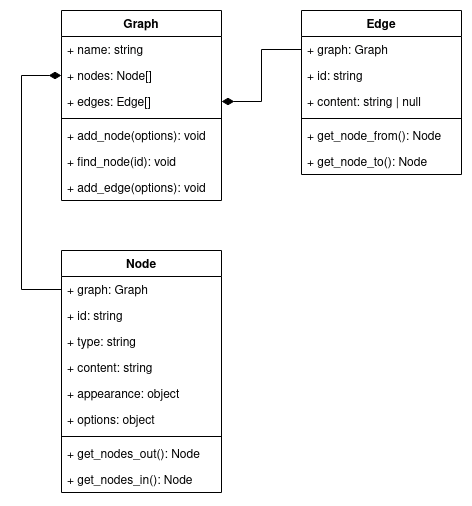 Graph
+ name: string
+ nodes: Node[]
+ edges: Edge[]
+ add_node(options): void
+ find_node(id): void
+ add_edge(options): void
Edge
+ graph: Graph
+ id: string
+ content: string | null
+ get_node_from(): Node
+ get_node_to(): Node
Node
+ graph: Graph
+ id: string
+ type: string
+ content: string
+ appearance: object
+ options: object
+ get_nodes_out(): Node
+ get_nodes_in(): Node